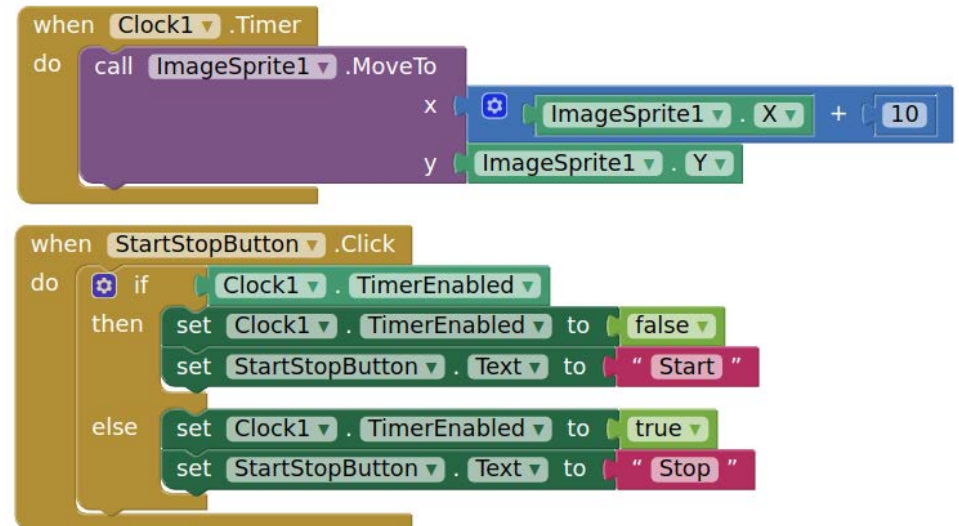 when Clock1 .Timer
do call ImageSprite1 .MoveTo
x ImageSprite1 . X + 10
y ImageSprite1 . Y
when StartStopButton .Click
do if Clock1 . TimerEnabled
then set Clock1 . TimerEnabled to false
set StartStopButton . Text to “ Start ”
else set Clock1 . TimerEnabled to true
set StartStopButton . Text to “ Stop ”